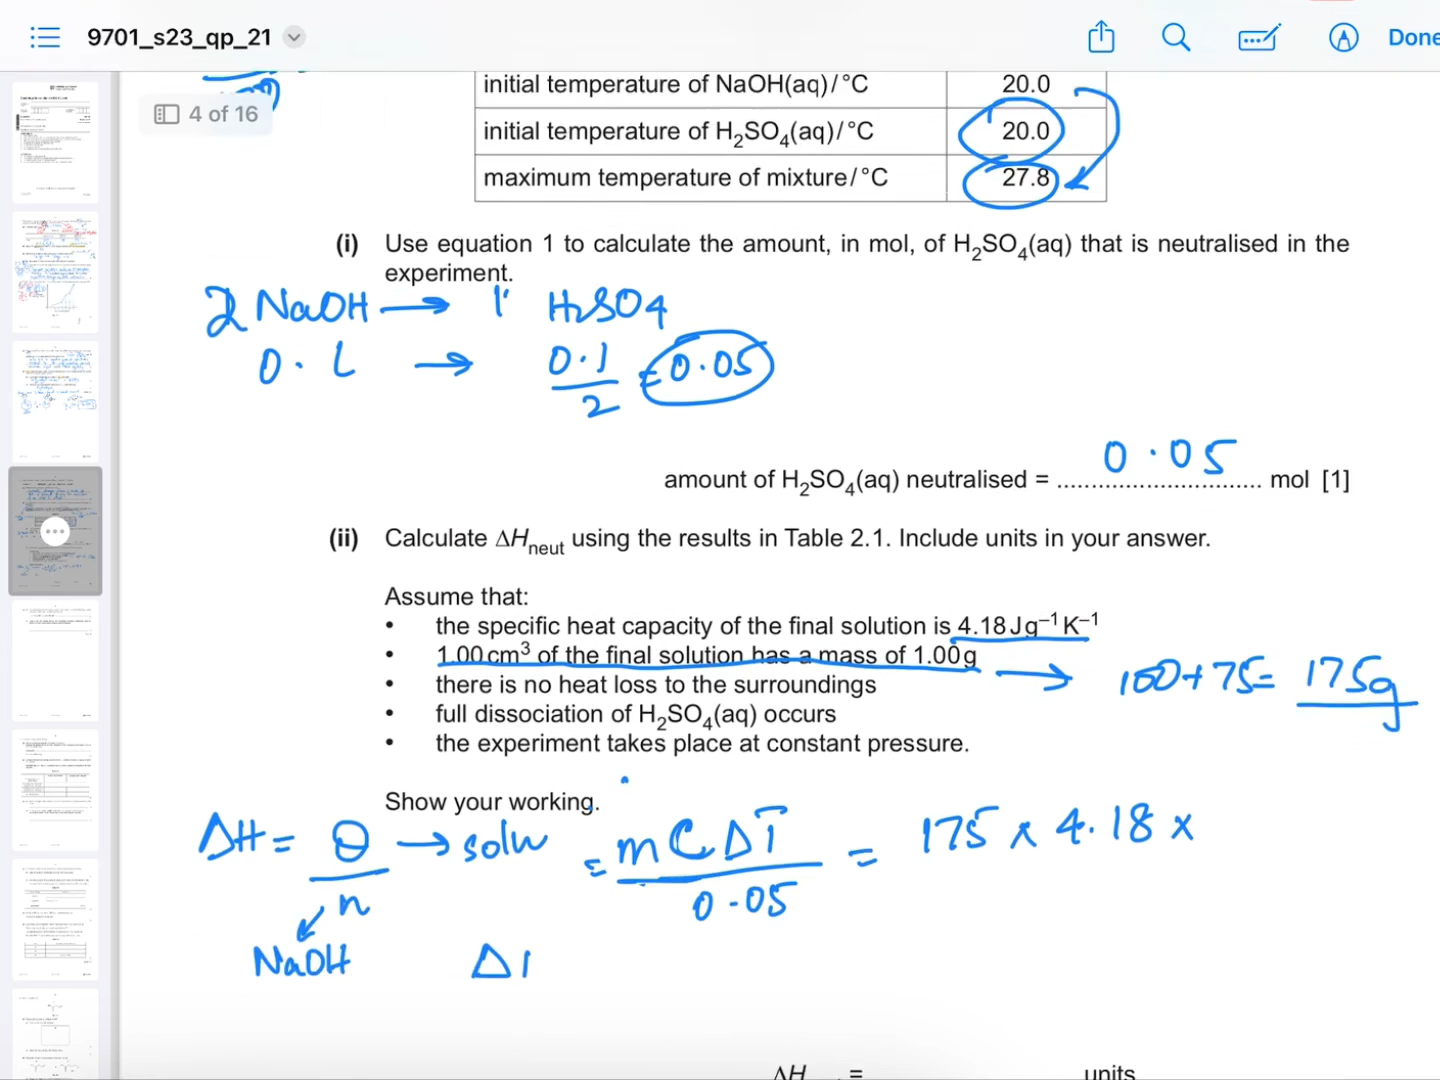 9701_s23_qp_21
Done
4 of 16
initial temperature of NaOH(aq)/°C 20.0
initial temperature of H₂SO₄(aq)/°C 20.0
maximum temperature of mixture/°C 27.8
(i) Use equation 1 to calculate the amount, in mol, of H₂SO₄(aq) that is neutralised in the
experiment.
2 NaOH → 1 H₂SO4
0.1 → 0.1/2 = 0.05
0.05
amount of H₂SO₄(aq) neutralised = .............................. mol [1]
(ii) Calculate ΔH_neut using the results in Table 2.1. Include units in your answer.
Assume that:
• the specific heat capacity of the final solution is 4.18 J g⁻¹ K⁻¹
• 1.00 cm³ of the final solution has a mass of 1.00 g → 100+75= 175g
• there is no heat loss to the surroundings
• full dissociation of H₂SO₄(aq) occurs
• the experiment takes place at constant pressure.
Show your working.
ΔH = θ/n → soln = mCΔT/0.05 = 175 × 4.18 ×
NaOH Δ
ΔH = units